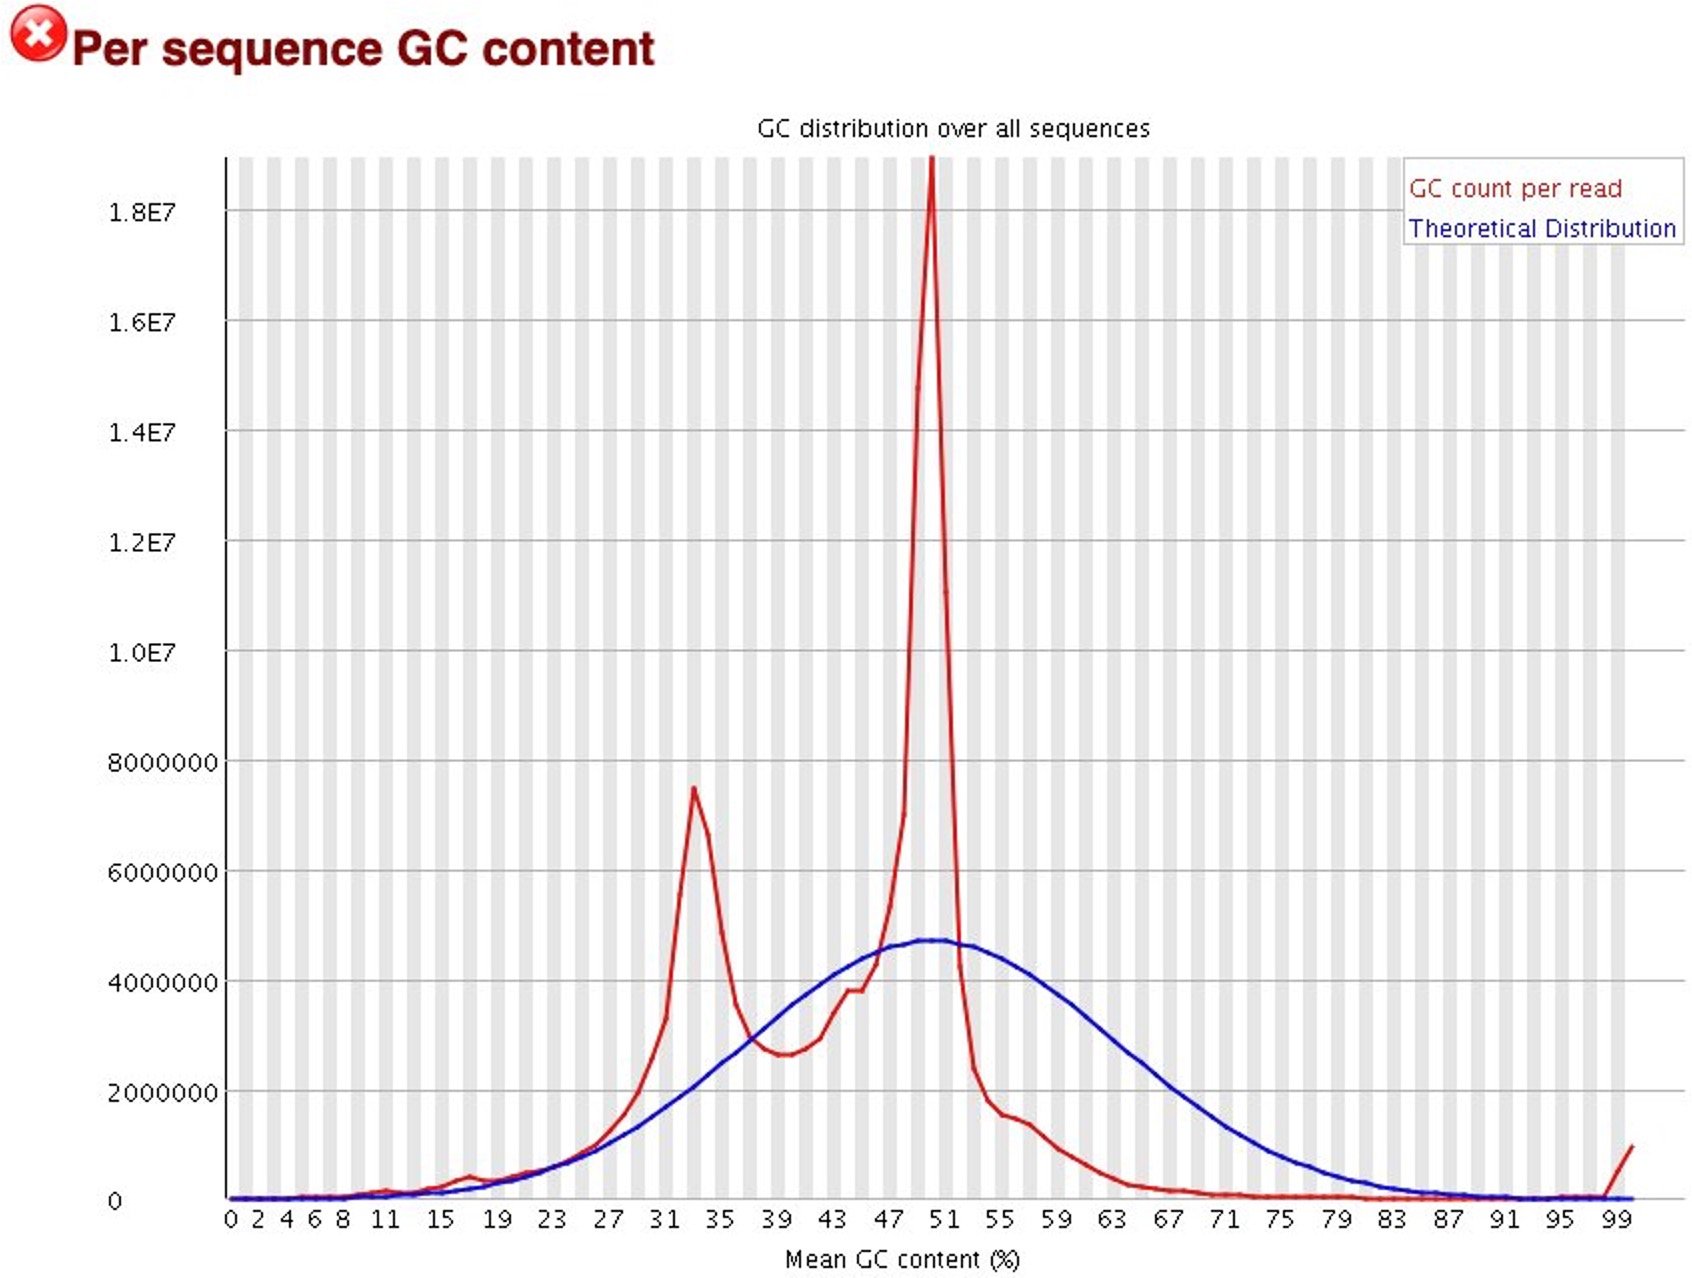 Per sequence GC content
GC distribution over all sequences
GC count per read
Theoretical Distribution
1.8E7
1.6E7
1.4E7
1.2E7
1.0E7
8000000
6000000
4000000
2000000
0
0 2 4 6 8 11 15 19 23 27 31 35 39 43 47 51 55 59 63 67 71 75 79 83 87 91 95 99
Mean GC content (%)